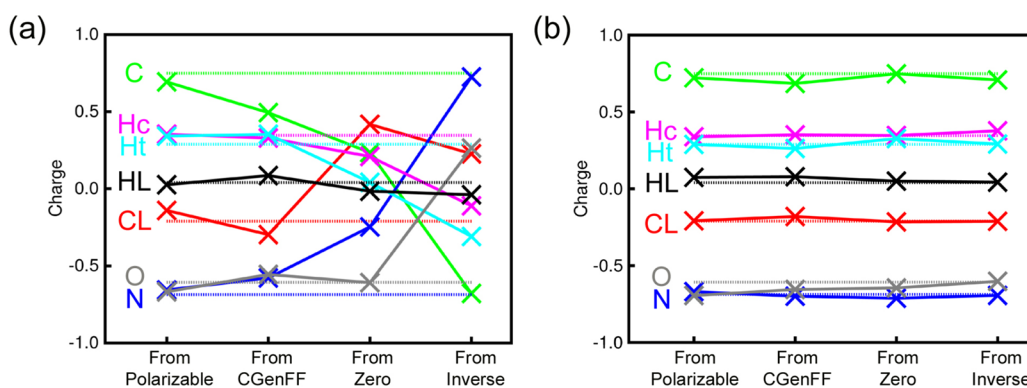 (a)
1.0
0.5
0.0
-0.5
-1.0
Charge
C
Hc
Ht
HL
CL
O
N
From
Polarizable
From
CGenFF
From
Zero
From
Inverse
(b)
1.0
0.5
0.0
-0.5
-1.0
Charge
C
Hc
Ht
HL
CL
O
N
From
Polarizable
From
CGenFF
From
Zero
From
Inverse